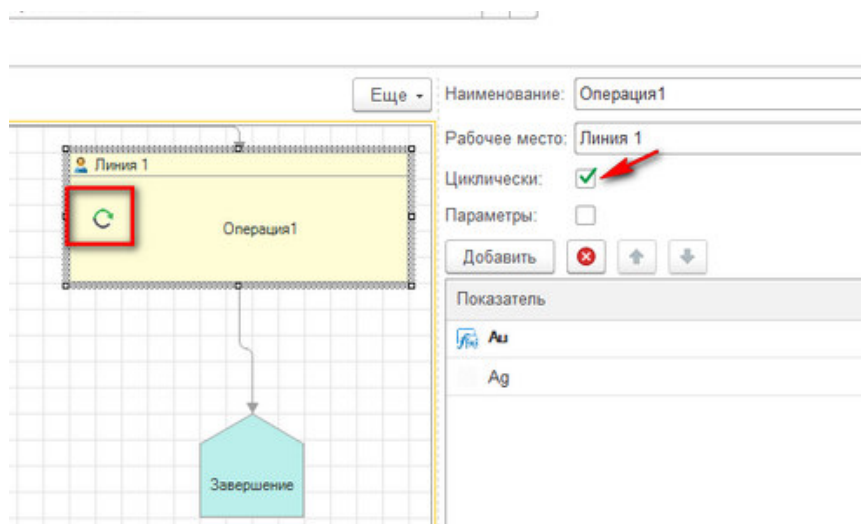 Еще
Наименование: Операция1
Рабочее место: Линия 1
Линия 1
Циклически:
Операция1
Параметры:
Добавить
Показатель
Au
Ag
Завершение